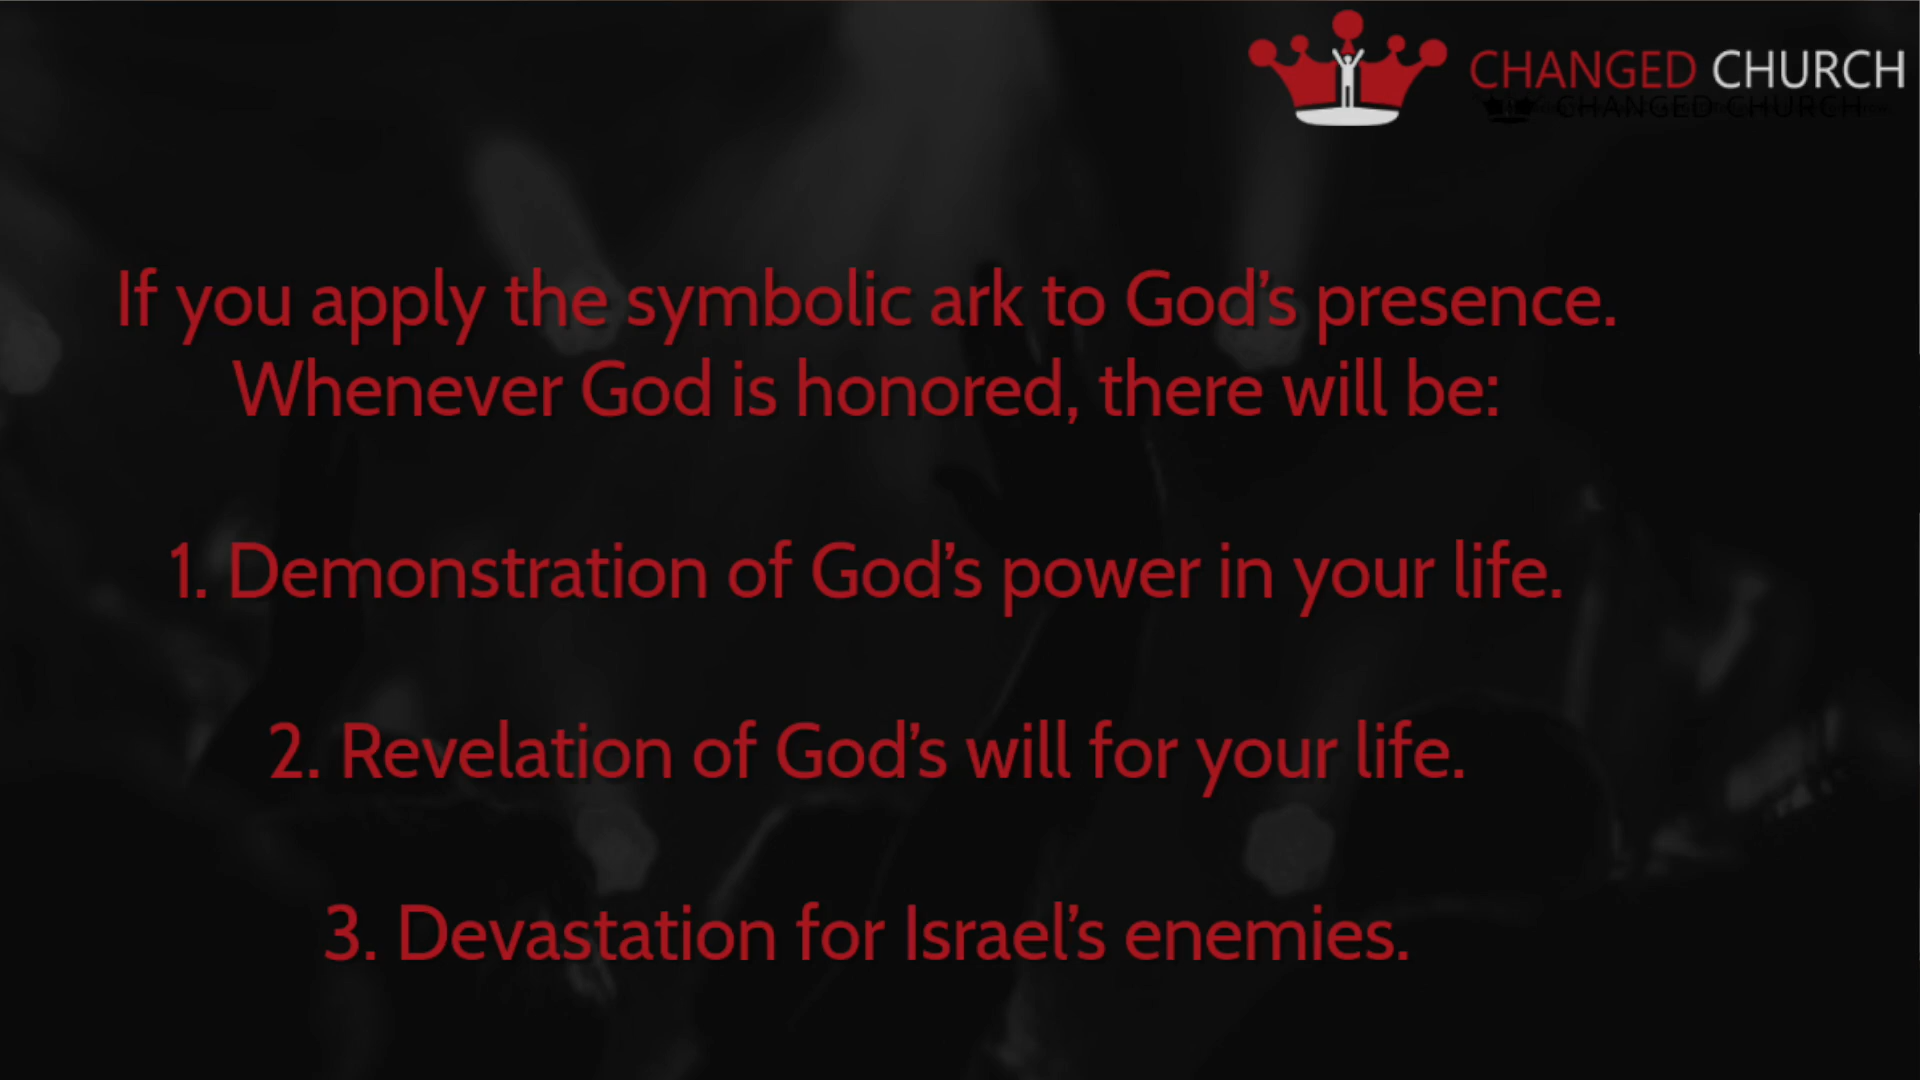 CHANGED CHURCH
CHANGED CHURCH
If you apply the symbolic ark to God’s presence.
Whenever God is honored, there will be:
1. Demonstration of God’s power in your life.
2. Revelation of God’s will for your life.
3. Devastation for Israel’s enemies.